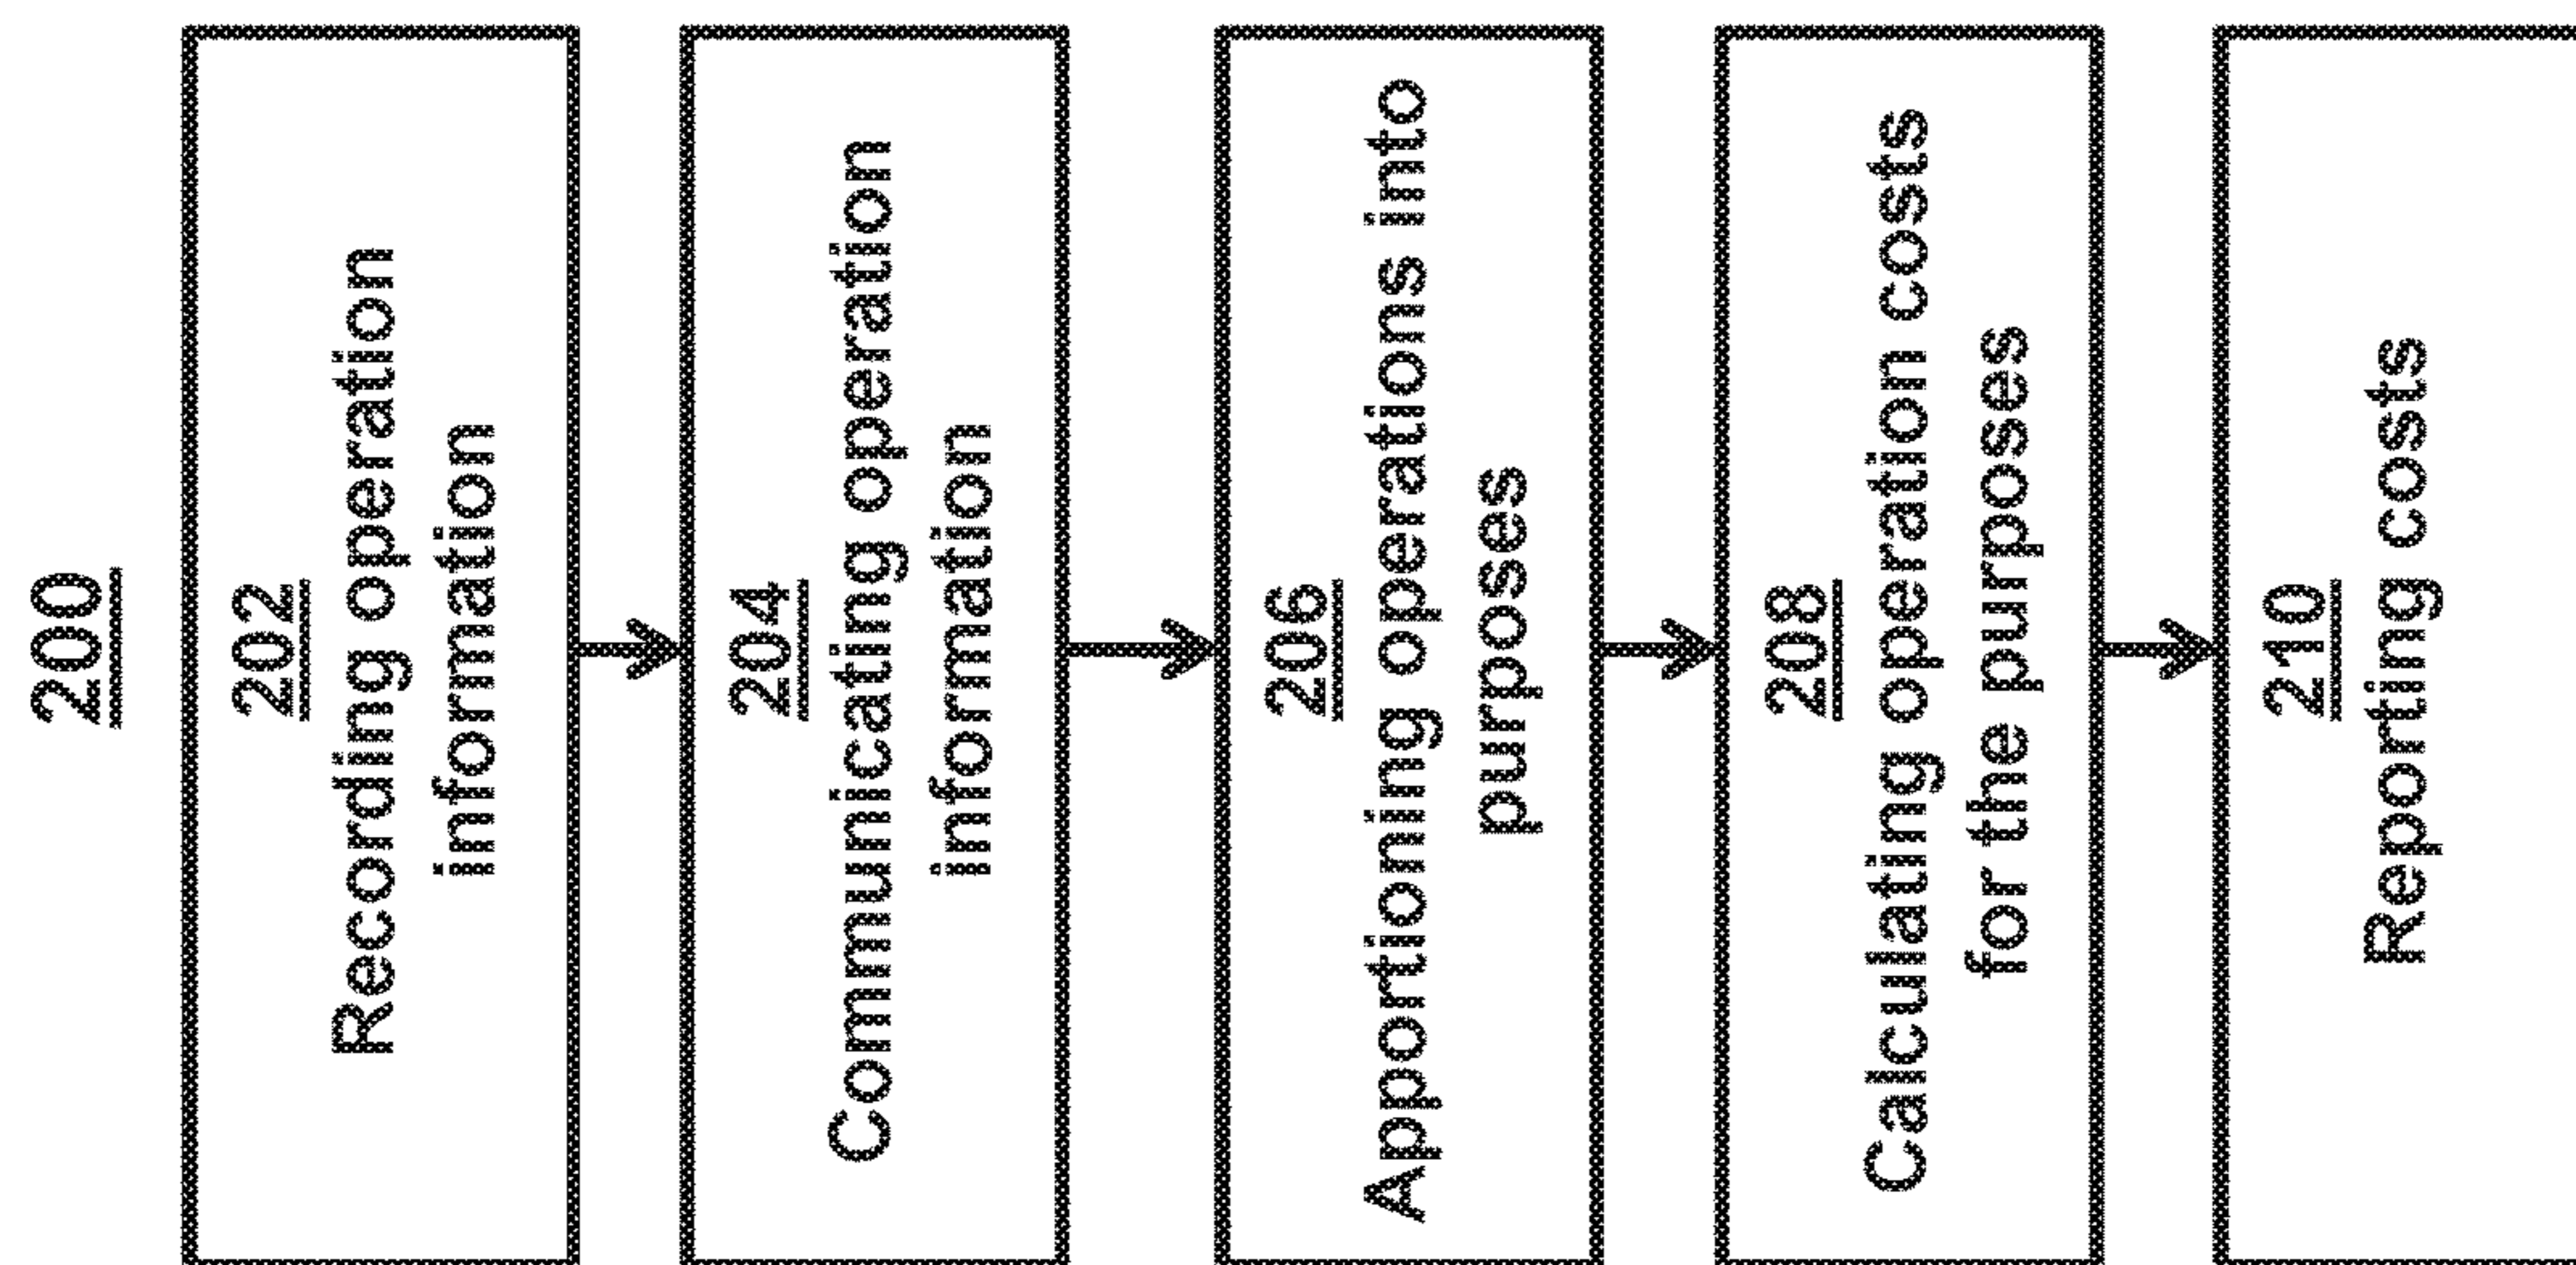 200
202
Recording operation
information
204
Communicating operation
information
206
Apportioning operations into
purposes
208
Calculating operation costs
for the purposes
210
Reporting costs